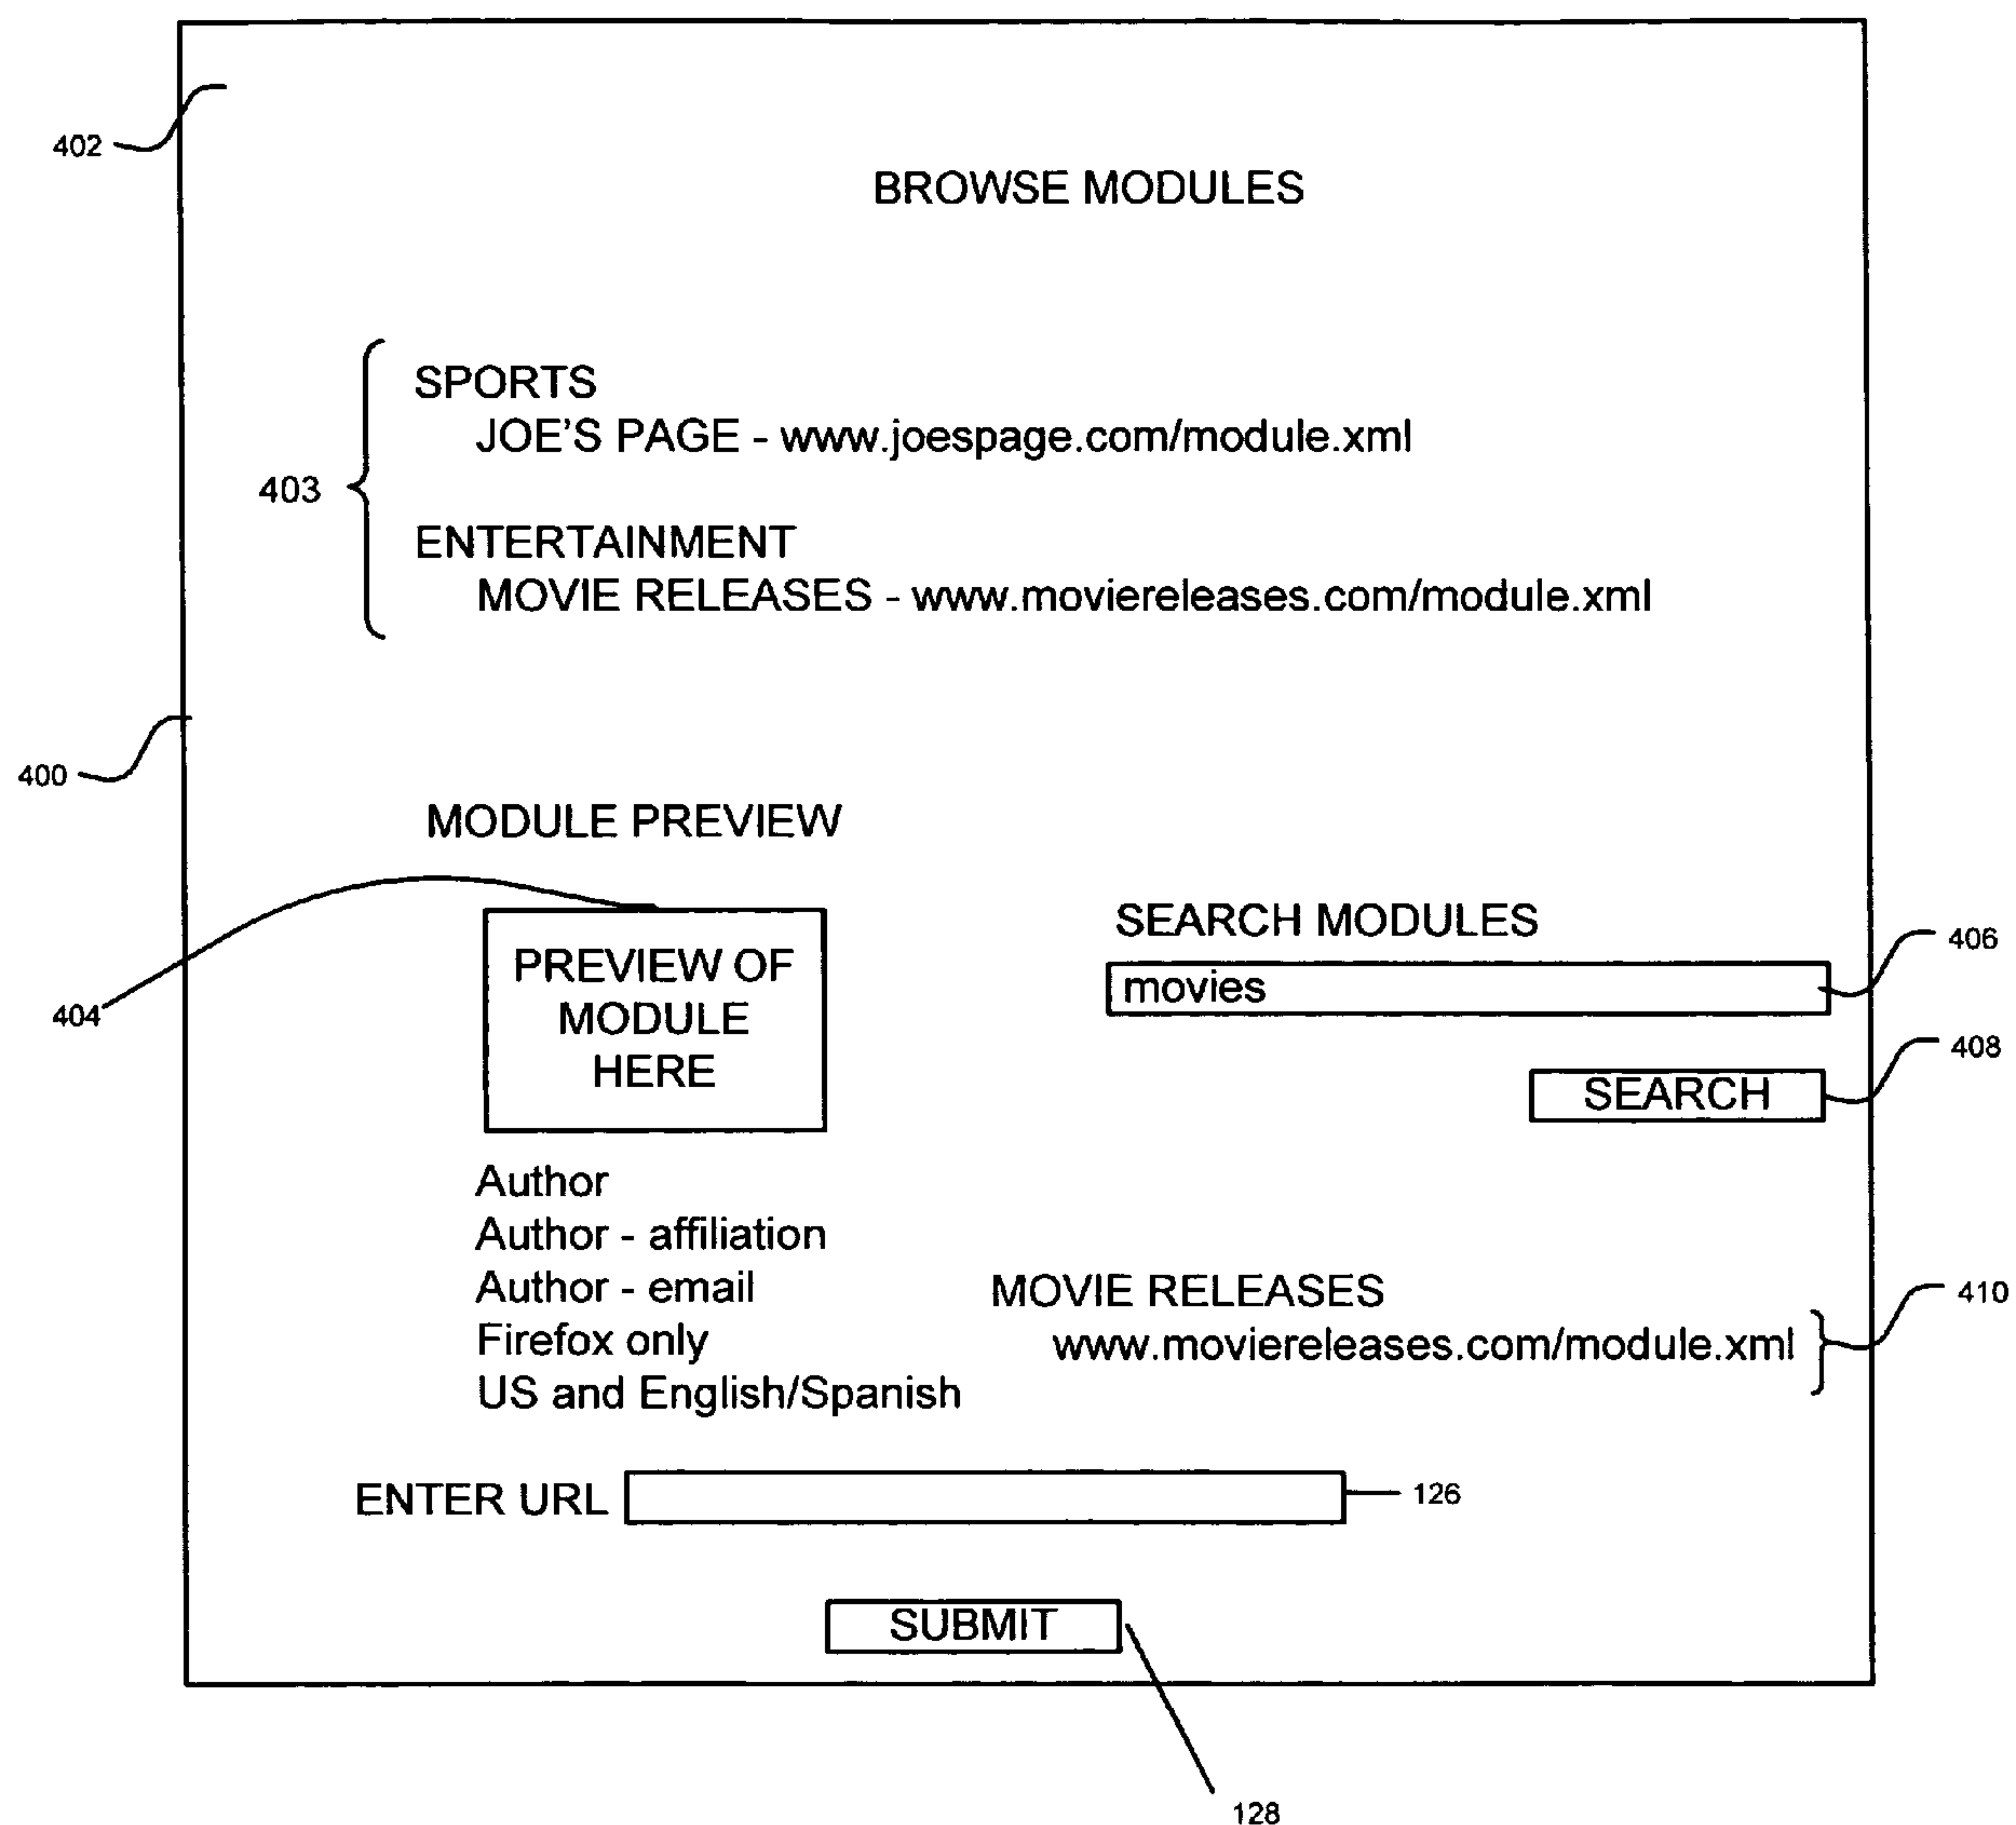 402
BROWSE MODULES
403
SPORTS
JOE'S PAGE - www.joespage.com/module.xml
ENTERTAINMENT
MOVIE RELEASES - www.moviereleases.com/module.xml
400
MODULE PREVIEW
404
PREVIEW OF
MODULE
HERE
SEARCH MODULES
406
movies
408
SEARCH
Author
Author - affiliation
Author - email
Firefox only
US and English/Spanish
MOVIE RELEASES
410
www.moviereleases.com/module.xml
ENTER URL
126
SUBMIT
128